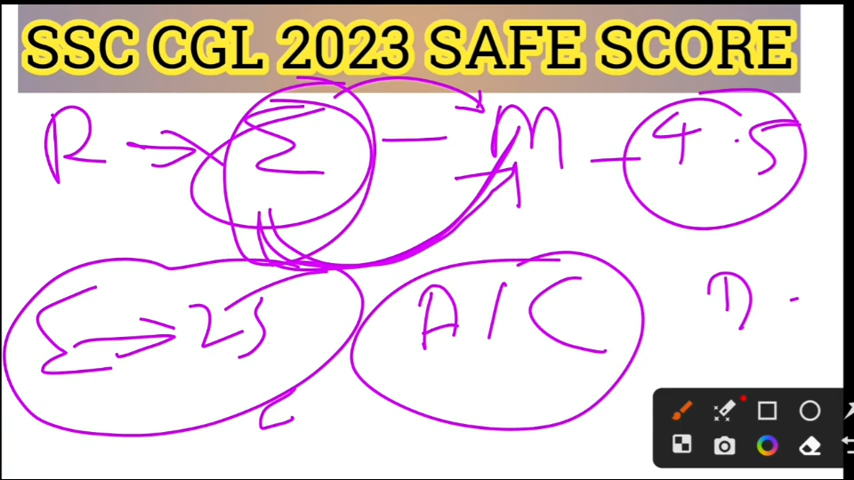 SSC CGL 2023 SAFE SCORE
R → Σ - M - 4.5
Σ → 25 A/C D -